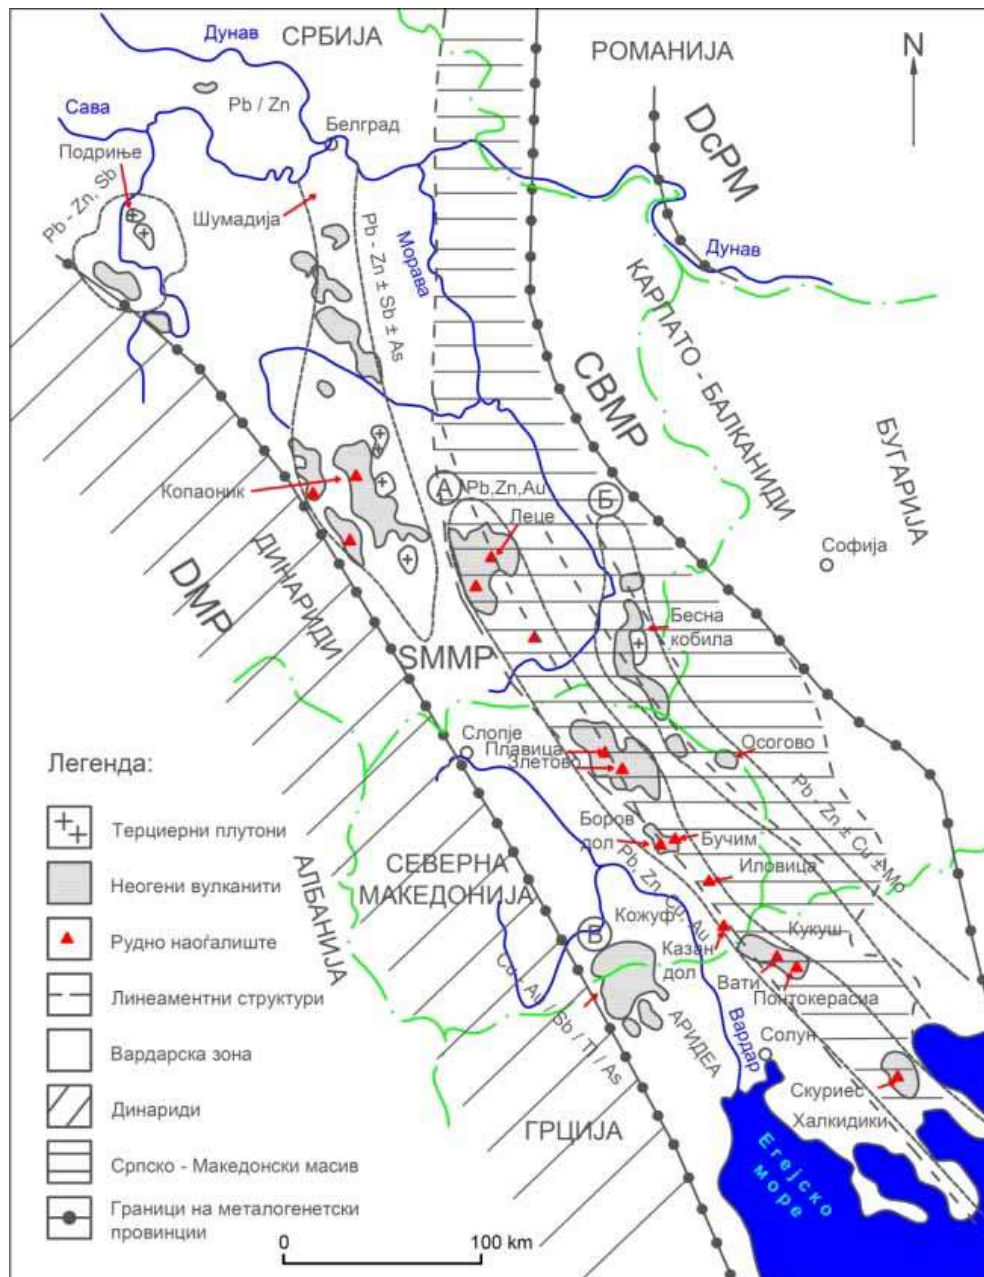 Дунав
СРБИЈА
РОМАНИЈА
N
Pb / Zn
Сава
Белград
DcPM
Подриње
Pb - Zn, Sb
Шумадија
Pb - Zn ± Sb ± As
Морава
Дунав
КАРПАТО - БАЛКАНИДИ
CBMP
БУГАРИЈА
Копаоник
А
Pb,Zn,Au
Б
Леце
Софија
DMP
ДИНАРИДИ
Бесна
кобила
SMMP
Слопје
Плавица
Злетово
Осогово
Pb - Zn ± Cu ± Mo
Боров
дол
Бучим
Pb, Zn, Cu, Au
Иловица
СЕВЕРНА
МАКЕДОНИЈА
АЛБАНИЈА
Кожуф
В
Казан
дол
Кукуш
Вати
Понтокерасиа
Cu - Au / Sb / Tl / As
АРИДЕА
Вардар
Солун
Скуриес
Халкидики
ГРЦИЈА
Егејско
море
Легенда:
Терциерни плутони
Неогени вулканити
Рудно наоѓалиште
Линеаментни структури
Вардарска зона
Динариди
Српско - Македонски масив
Граници на металогенетски
провинции
0
100 km